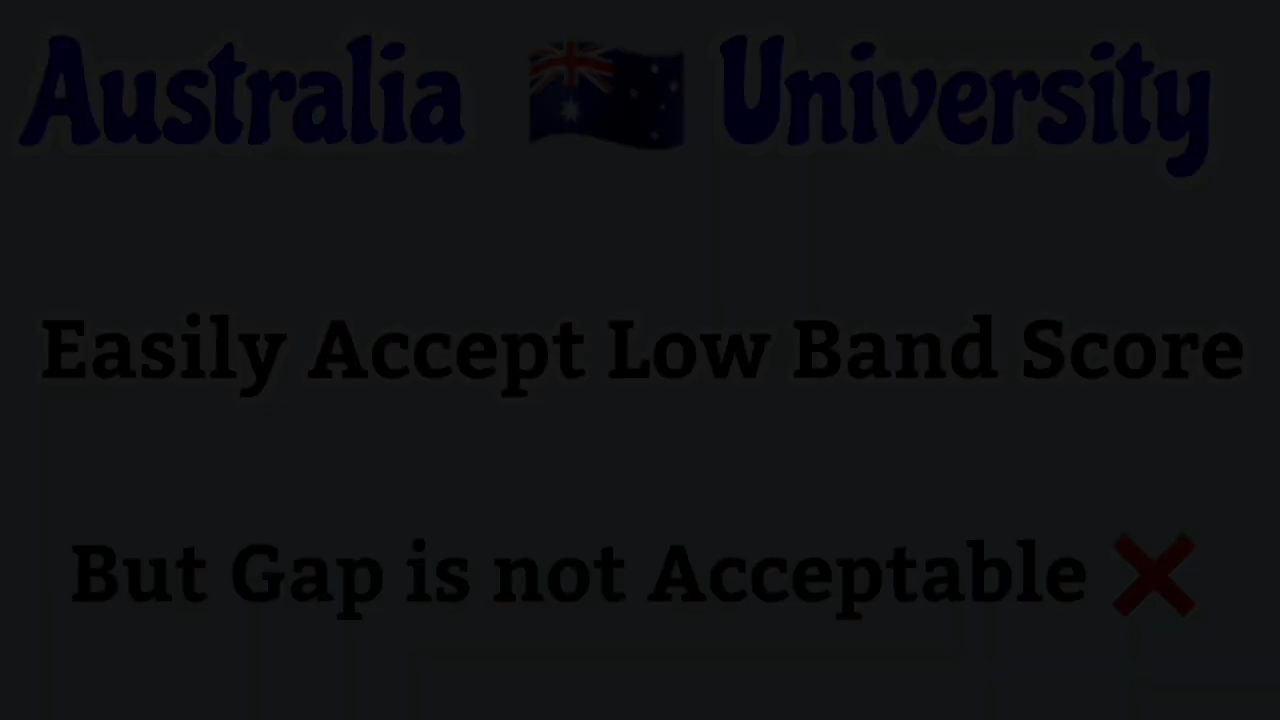 Australia 🇦🇺 University
Easily Accept Low Band Score
But Gap is not Acceptable ❌